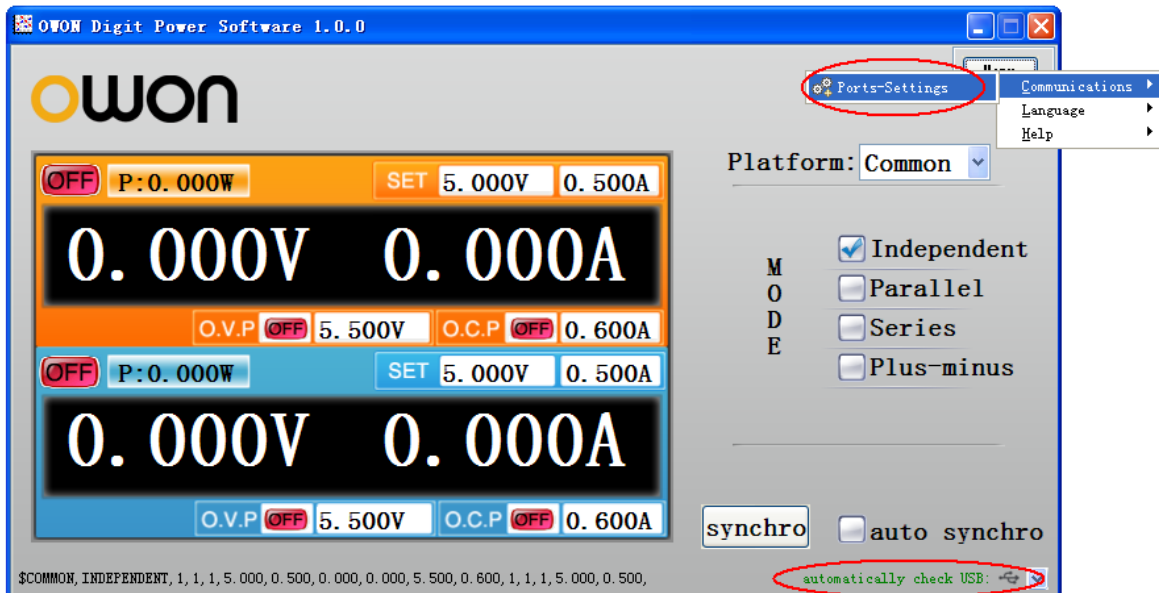 OWON Digit Power Software 1.0.0
owon
Ports-Settings
Communications
Language
Help
Platform: Common
OFF P:0.000W SET 5.000V 0.500A
0.000V 0.000A
O.V.P OFF 5.500V O.C.P OFF 0.600A
OFF P:0.000W SET 5.000V 0.500A
0.000V 0.000A
O.V.P OFF 5.500V O.C.P OFF 0.600A
MODE
Independent
Parallel
Series
Plus-minus
synchro
auto synchro
$COMMON, INDEPENDENT, 1, 1, 1, 5.000, 0.500, 0.000, 0.000, 5.500, 0.600, 1, 1, 1, 5.000, 0.500,
automatically check USB: